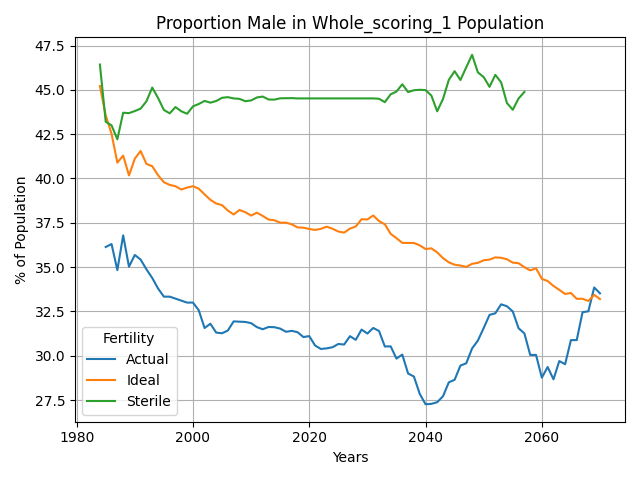 Proportion Male in Whole_scoring_1 Population
% of Population
47.5
45.0
42.5
40.0
37.5
35.0
32.5
30.0
27.5
Fertility
Actual
Ideal
Sterile
1980
2000
2020
2040
2060
Years